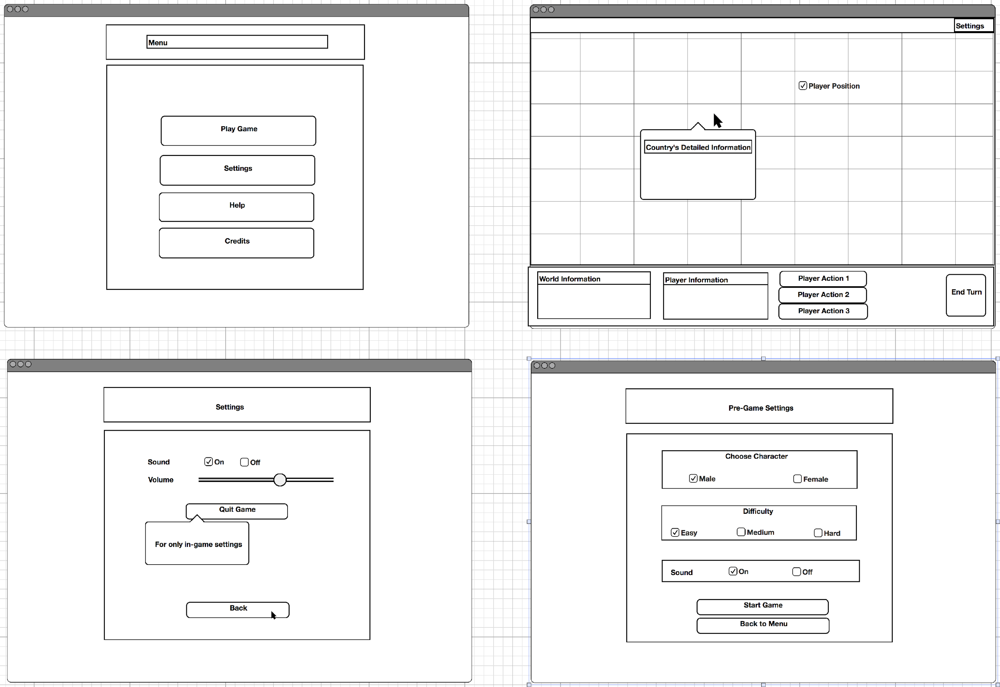 Menu
Play Game
Settings
Help
Credits
Settings
Player Position
Country's Detailed Information
World Information
Player Information
Player Action 1
Player Action 2
Player Action 3
End Turn
Settings
Sound On Off
Volume
Quit Game
For only in-game settings
Back
Pre-Game Settings
Choose Character
Male Female
Difficulty
Easy Medium Hard
Sound On Off
Start Game
Back to Menu